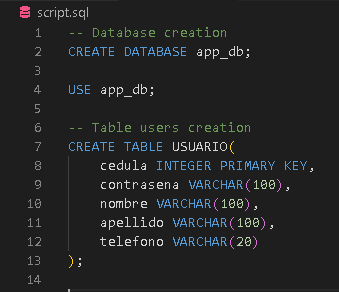 script.sql
1 -- Database creation
2 CREATE DATABASE app_db;
3
4 USE app_db;
5
6 -- Table users creation
7 CREATE TABLE USUARIO(
8 cedula INTEGER PRIMARY KEY,
9 contrasena VARCHAR(100),
10 nombre VARCHAR(100),
11 apellido VARCHAR(100),
12 telefono VARCHAR(20)
13 );
14